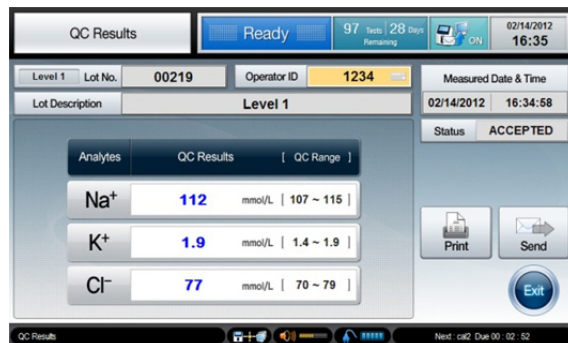 QC Results
Ready
97 Tests 28 Days
Remaining
ON
02/14/2012
16:35
Level 1 Lot No. 00219 Operator ID 1234
Measured Date & Time
Lot Description Level 1
02/14/2012 16:34:58
Status ACCEPTED
Analytes QC Results [ QC Range ]
Na+ 112 mmol/L | 107 ~ 115 |
K+ 1.9 mmol/L | 1.4 ~ 1.9 |
Cl− 77 mmol/L | 70 ~ 79 |
Print Send
Exit
QC Results
Next : cal2 Due 00 : 02 : 52